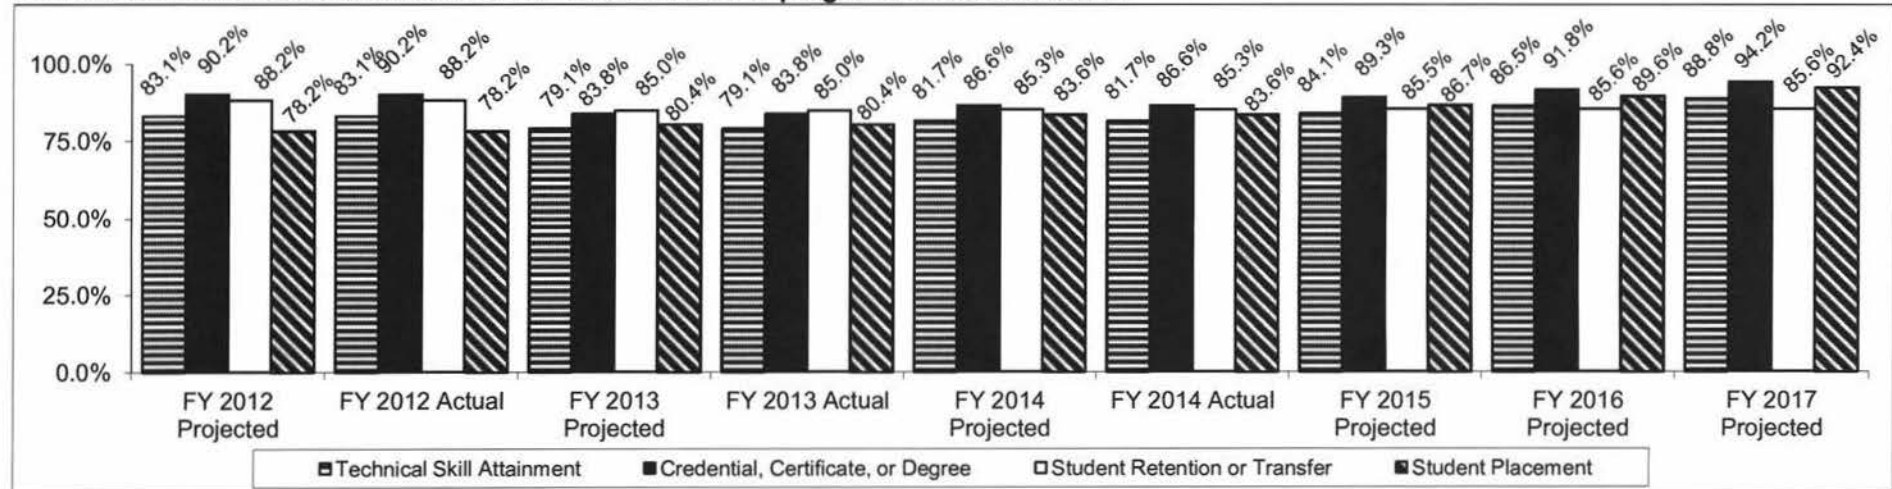 83.1% 90.2% 88.2% 78.2% 83.1% 90.2% 88.2% 78.2% 79.1% 83.8% 85.0% 80.4% 79.1% 83.8% 85.0% 80.4% 81.7% 86.6% 85.3% 83.6% 81.7% 86.6% 85.3% 83.6% 84.1% 89.3% 85.5% 86.7% 86.5% 91.8% 85.6% 89.6% 88.8% 94.2% 85.6% 92.4%
100.0%
75.0%
50.0%
25.0%
0.0%
FY 2012 FY 2012 Actual FY 2013 FY 2013 Actual FY 2014 FY 2014 Actual FY 2015 FY 2016 FY 2017
Projected Projected Projected Projected Projected Projected
Technical Skill Attainment Credential, Certificate, or Degree Student Retention or Transfer Student Placement